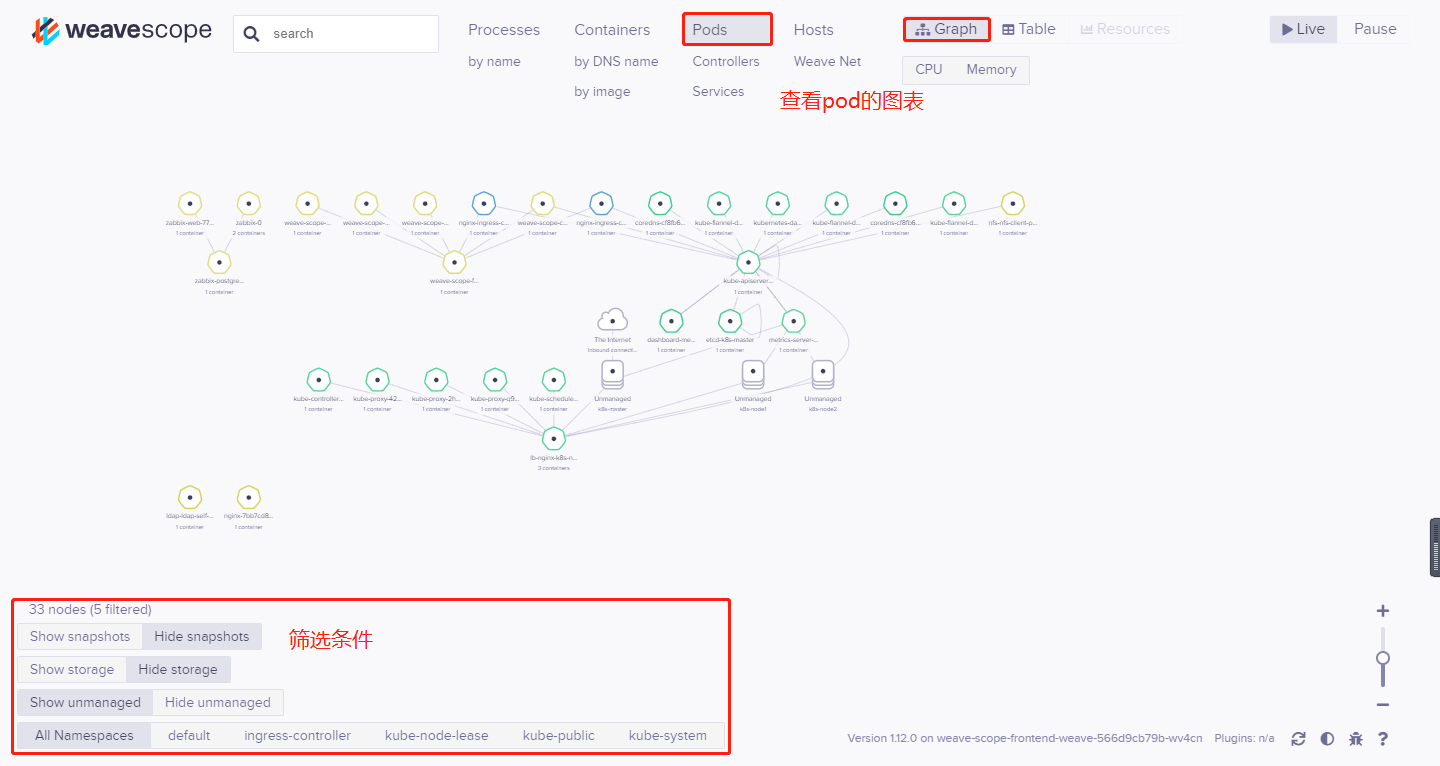 weavescope
search
Processes
Containers
Pods
Hosts
Graph
Table
Resources
Live
Pause
by name
by DNS name
Controllers
Weave Net
CPU
Memory
by image
Services
查看pod的图表
zabbix-web-77...
1 container
zabbix-0
2 containers
weave-scope-...
1 container
weave-scope-...
1 container
weave-scope-...
1 container
nginx-ingress-c...
1 container
weave-scope-c...
1 container
nginx-ingress-c...
1 container
coredns-cf8fb6...
1 container
kube-flannel-d...
1 container
kubernetes-da...
1 container
kube-flannel-d...
1 container
coredns-cf8fb6...
1 container
kube-flannel-d...
1 container
nfs-nfs-client-p...
1 container
zabbix-postgre...
1 container
weave-scope-f...
1 container
kube-apiserver...
1 container
The Internet
Inbound connecti...
dashboard-me...
1 container
etcd-k8s-master
1 container
metrics-server-...
1 container
kube-controller...
1 container
kube-proxy-42...
1 container
kube-proxy-2h...
1 container
kube-proxy-q9...
1 container
kube-schedule...
1 container
Unmanaged
k8s-master
Unmanaged
k8s-node1
Unmanaged
k8s-node2
lb-nginx-k8s-n...
3 containers
ldap-ldap-self-...
1 container
nginx-7bb7cd8...
1 container
33 nodes (5 filtered)
Show snapshots
Hide snapshots
筛选条件
Show storage
Hide storage
Show unmanaged
Hide unmanaged
All Namespaces
default
ingress-controller
kube-node-lease
kube-public
kube-system
Version 1.12.0 on weave-scope-frontend-weave-566d9cb79b-wv4cn
Plugins: n/a